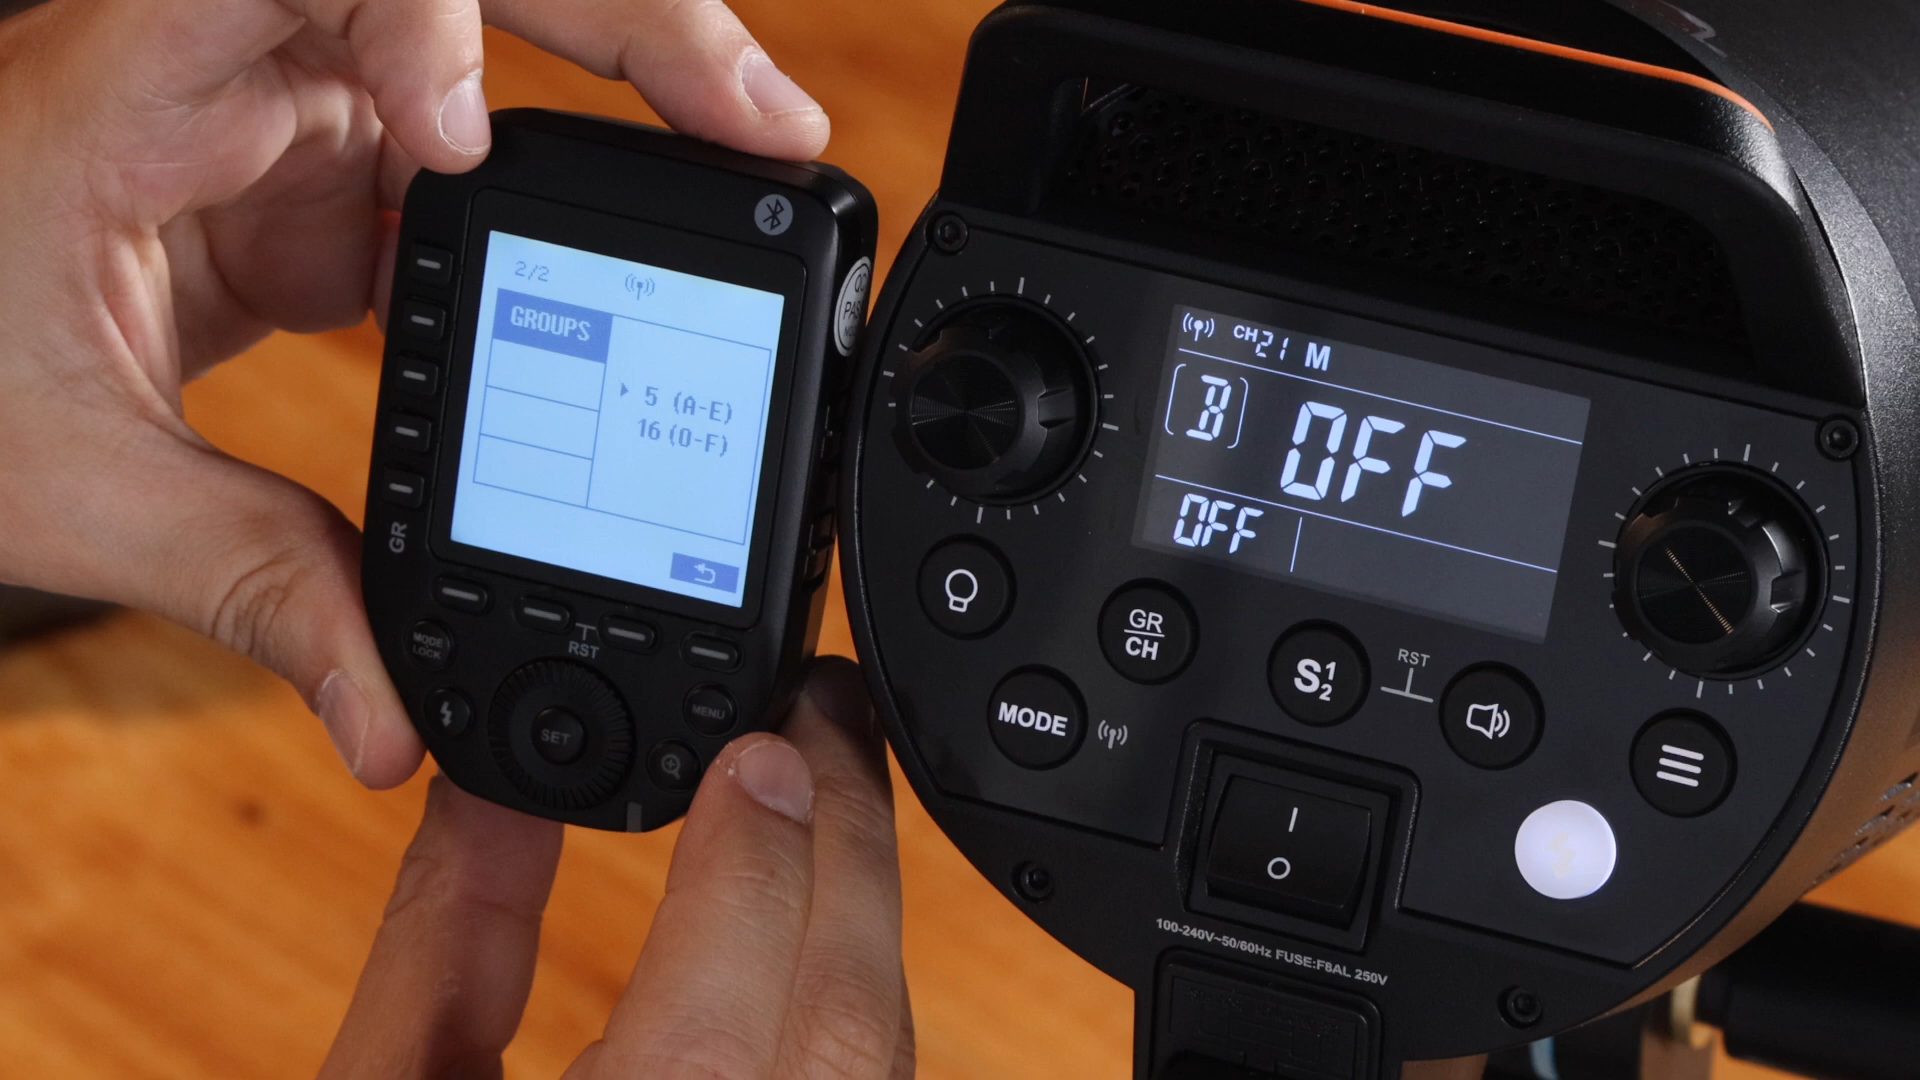 2/2
GROUPS
5 (A-E)
16 (0-F)
GR
RST
MODE
LOCK
SET
MENU
QC
CH 21 M
[B] OFF
OFF
GR
CH
S1
2
RST
MODE
I
O
100-240V~50/60Hz FUSE:F8AL 250V